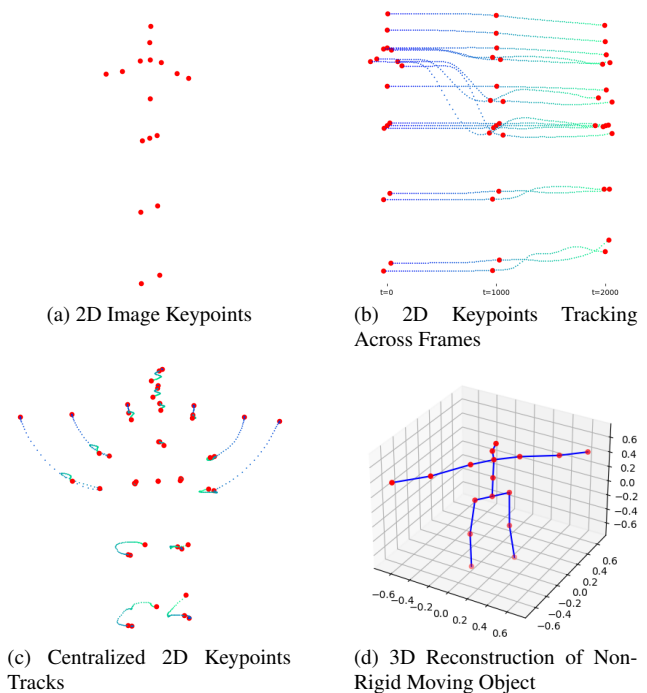 t=0
t=1000
t=2000
(a) 2D Image Keypoints
(b) 2D Keypoints Tracking
Across Frames
0.6
0.4
0.2
0.0
−0.2
−0.4
−0.6
−0.6
−0.4
−0.2
0.0
0.2
0.4
0.6
−0.6
−0.4
−0.2
0.0
0.2
0.4
0.6
(c) Centralized 2D Keypoints
Tracks
(d) 3D Reconstruction of Non-
Rigid Moving Object